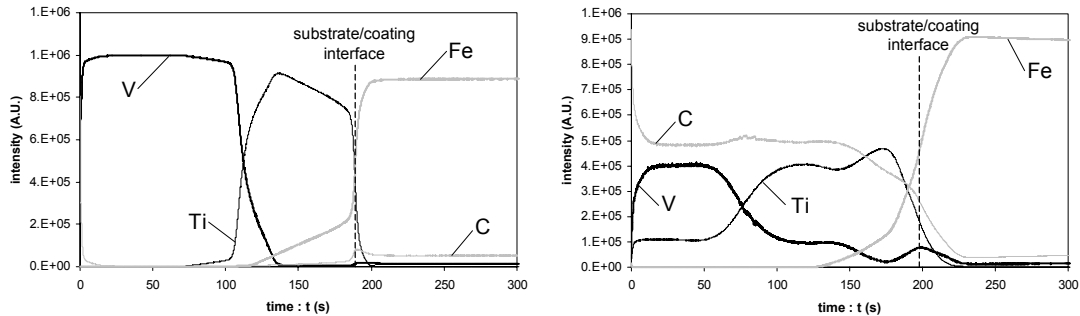 1.E+06
1.E+06
8.E+05
6.E+05
4.E+05
2.E+05
0.E+00
intensity (A.U.)
0
50
100
150
200
250
300
time : t (s)
substrate/coating
interface
V
Ti
Fe
C
1.E+06
9.E+05
8.E+05
7.E+05
6.E+05
5.E+05
4.E+05
3.E+05
2.E+05
1.E+05
0.E+00
intensity (A.U.)
0
50
100
150
200
250
300
time : t (s)
substrate/coating
interface
C
V
Ti
Fe